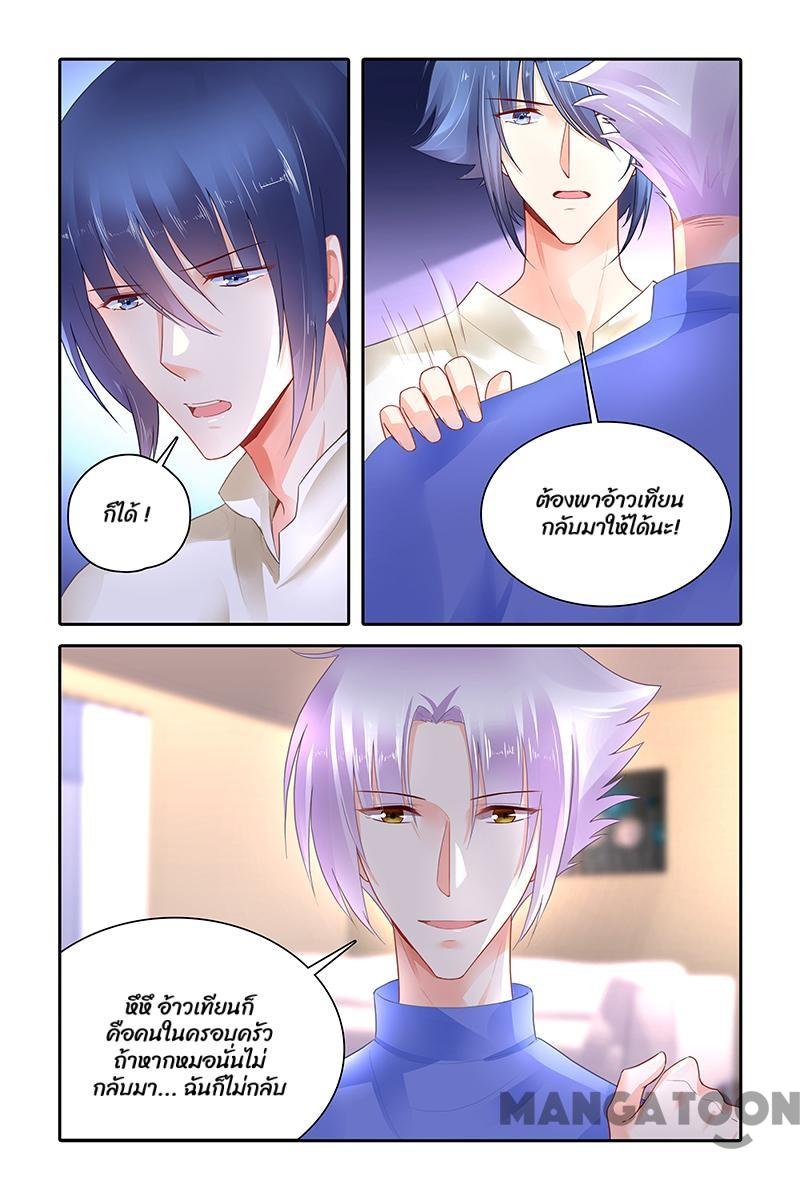 ก็ได้ !
ต้องพาอ้าวเทียน
กลับมาให้ได้นะ!
หึหึ อ้าวเทียนก็
คือคนในครอบครัว
ถ้าหากหมอนั่นไม่
กลับมา... ฉันก็ไม่กลับ
MANGATOON